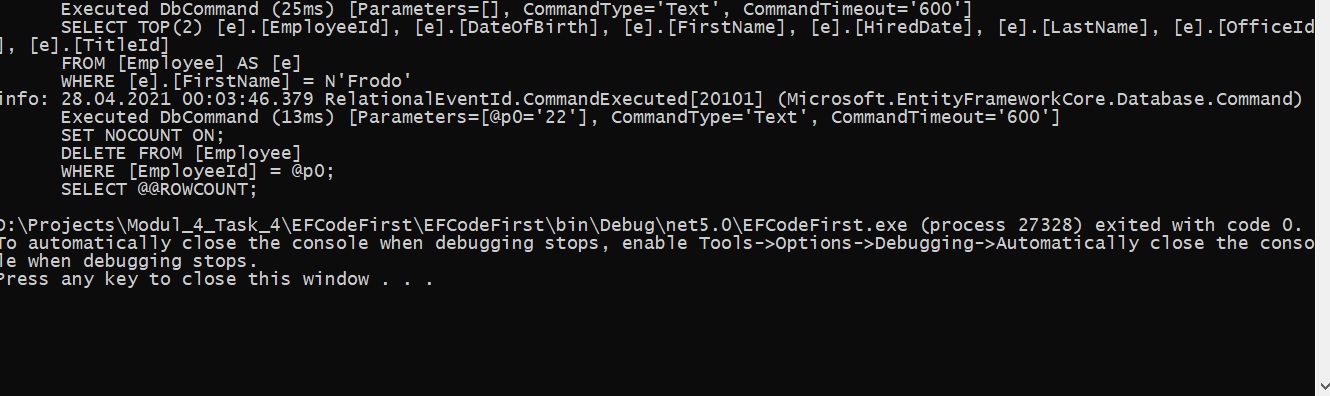 Executed DbCommand (25ms) [Parameters=[], CommandType='Text', CommandTimeout='600']
SELECT TOP(2) [e].[EmployeeId], [e].[DateOfBirth], [e].[FirstName], [e].[HiredDate], [e].[LastName], [e].[OfficeId
], [e].[TitleId]
FROM [Employee] AS [e]
WHERE [e].[FirstName] = N'Frodo'
info: 28.04.2021 00:03:46.379 RelationalEventId.CommandExecuted[20101] (Microsoft.EntityFrameworkCore.Database.Command)
Executed DbCommand (13ms) [Parameters=[@p0='22'], CommandType='Text', CommandTimeout='600']
SET NOCOUNT ON;
DELETE FROM [Employee]
WHERE [EmployeeId] = @p0;
SELECT @@ROWCOUNT;
D:\Projects\Modul_4_Task_4\EFCodeFirst\EFCodeFirst\bin\Debug\net5.0\EFCodeFirst.exe (process 27328) exited with code 0.
To automatically close the console when debugging stops, enable Tools->Options->Debugging->Automatically close the conso
le when debugging stops.
Press any key to close this window . . .